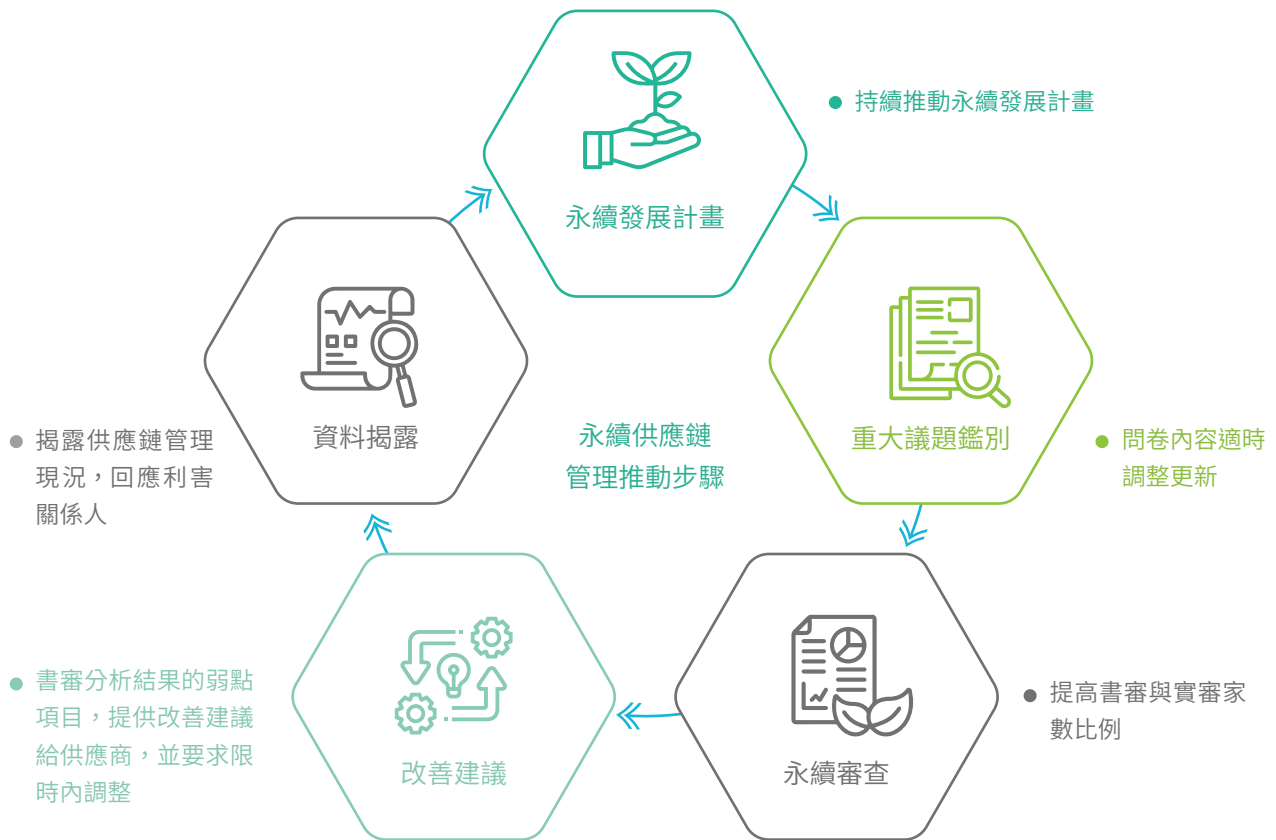 持續推動永續發展計畫
永續發展計畫
資料揭露
揭露供應鏈管理
現況，回應利害
關係人
永續供應鏈
管理推動步驟
重大議題鑑別
問卷內容適時
調整更新
書審分析結果的弱點
項目，提供改善建議
給供應商，並要求限
時內調整
改善建議
永續審查
提高書審與實審家
數比例